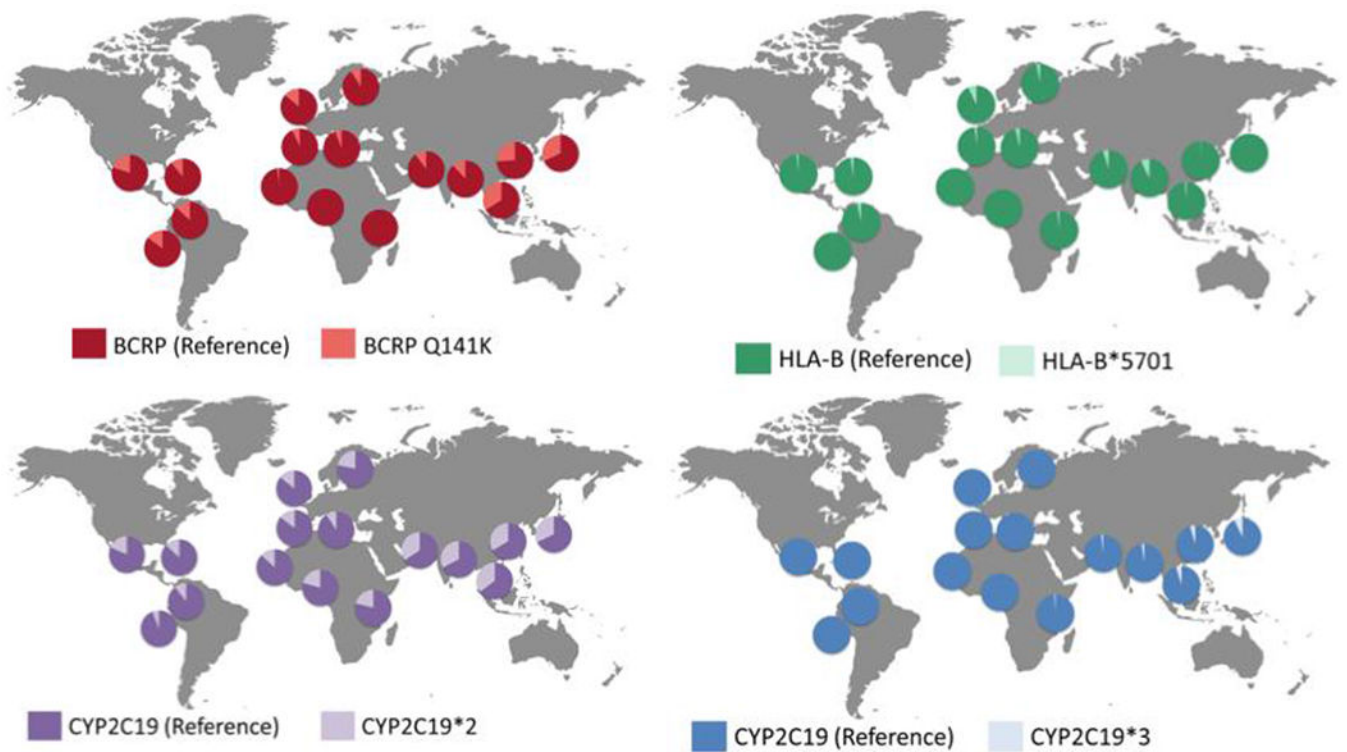 BCRP (Reference) BCRP Q141K
HLA-B (Reference) HLA-B*5701
CYP2C19 (Reference) CYP2C19*2
CYP2C19 (Reference) CYP2C19*3